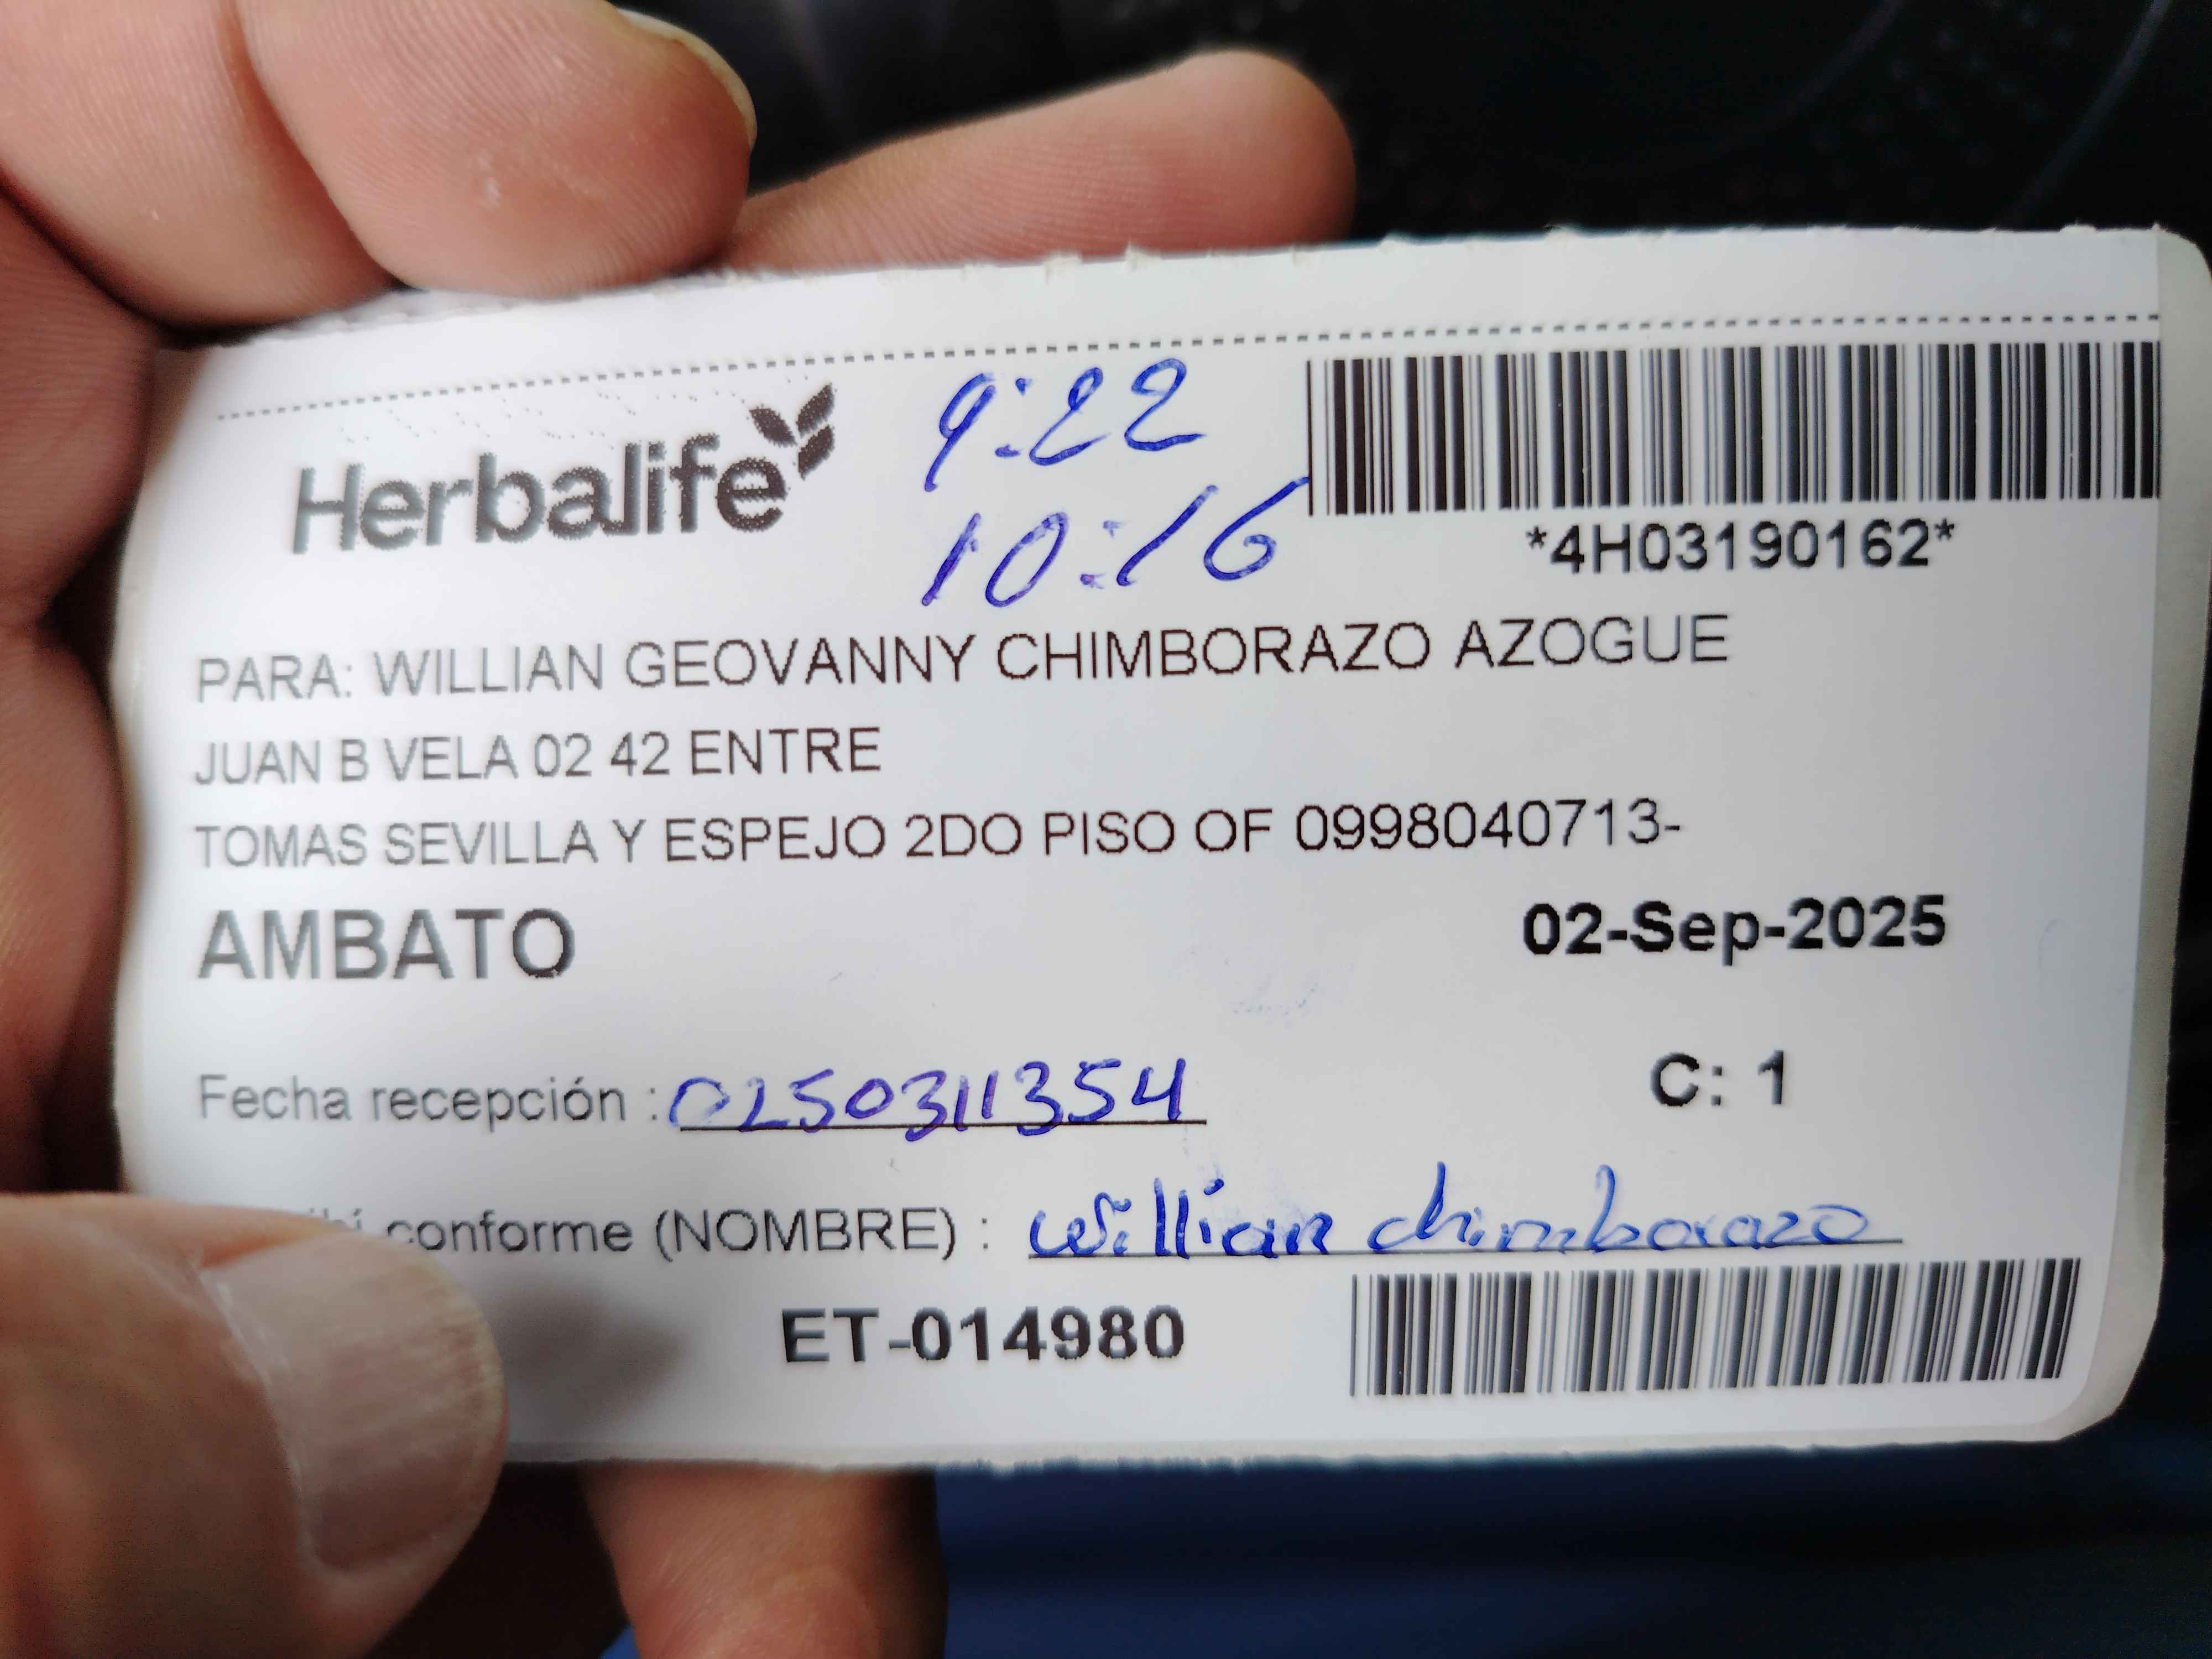 Herbalife
9:22
10:16
*4H03190162*
PARA: WILLIAN GEOVANNY CHIMBORAZO AZOGUE
JUAN B VELA 02 42 ENTRE
TOMAS SEVILLA Y ESPEJO 2DO PISO OF 0998040713-
AMBATO
02-Sep-2025
Fecha recepción : 0250311354
C: 1
conforme (NOMBRE) : Willian chimborazo
ET-014980